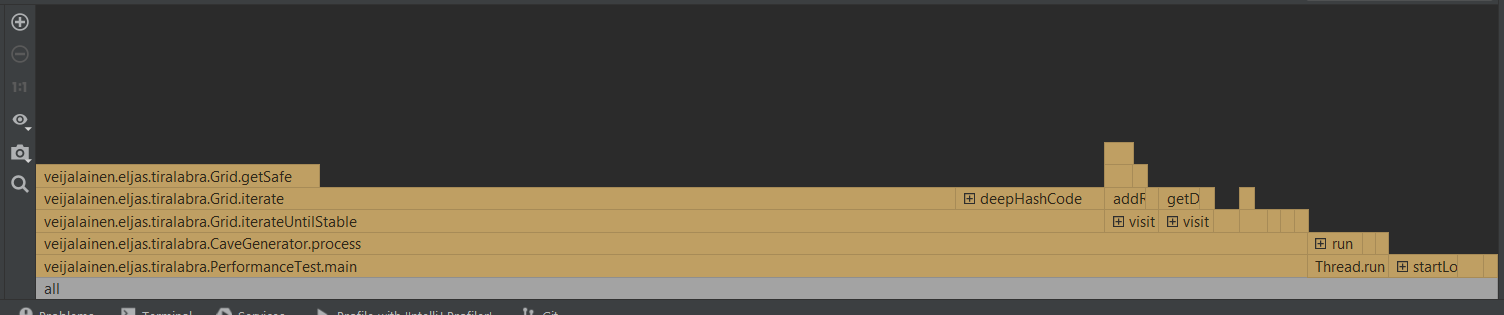 1:1
veijalainen.eljas.tiralabra.Grid.getSafe
veijalainen.eljas.tiralabra.Grid.iterate deepHashCode addR getD
veijalainen.eljas.tiralabra.Grid.iterateUntilStable visit visit
veijalainen.eljas.tiralabra.CaveGenerator.process run
veijalainen.eljas.tiralabra.PerformanceTest.main Thread.run startLo
all
Problems Terminal Services Profile with 'IntelliJ Profiler' Git